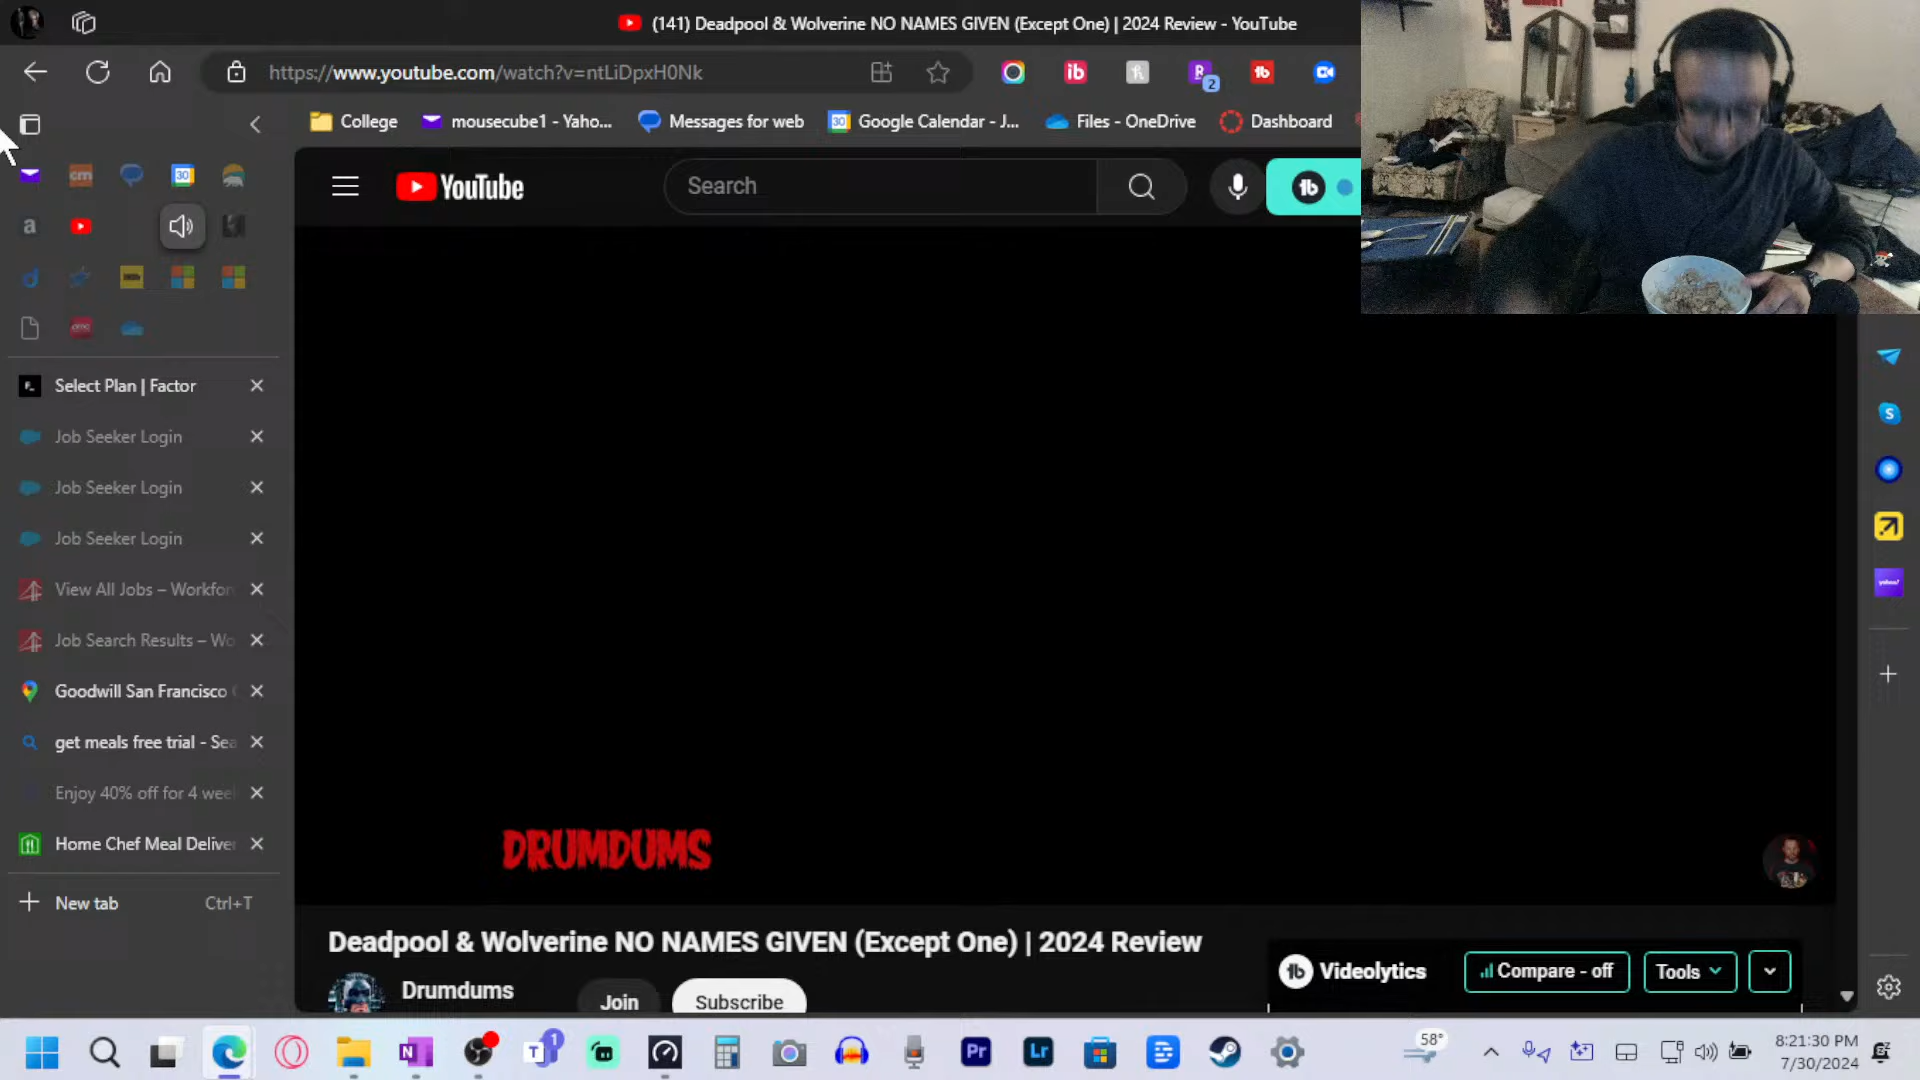 (141) Deadpool & Wolverine NO NAMES GIVEN (Except One) | 2024 Review - YouTube
https://www.youtube.com/watch?v=ntLiDpxH0Nk
2
College
mousecube1 - Yaho...
Messages for web
Google Calendar - J...
Files - OneDrive
Dashboard
YouTube
Search
Select Plan | Factor
Job Seeker Login
Job Seeker Login
Job Seeker Login
View All Jobs – Workfor
Job Search Results – Wo
Goodwill San Francisco
get meals free trial - Sea
Enjoy 40% off for 4 wee
Home Chef Meal Delive
New tab
Ctrl+T
DRUMDUMS
Deadpool & Wolverine NO NAMES GIVEN (Except One) | 2024 Review
Drumdums
Join
Subscribe
Videolytics
Compare - off
Tools
58°
8:21:30 PM
7/30/2024